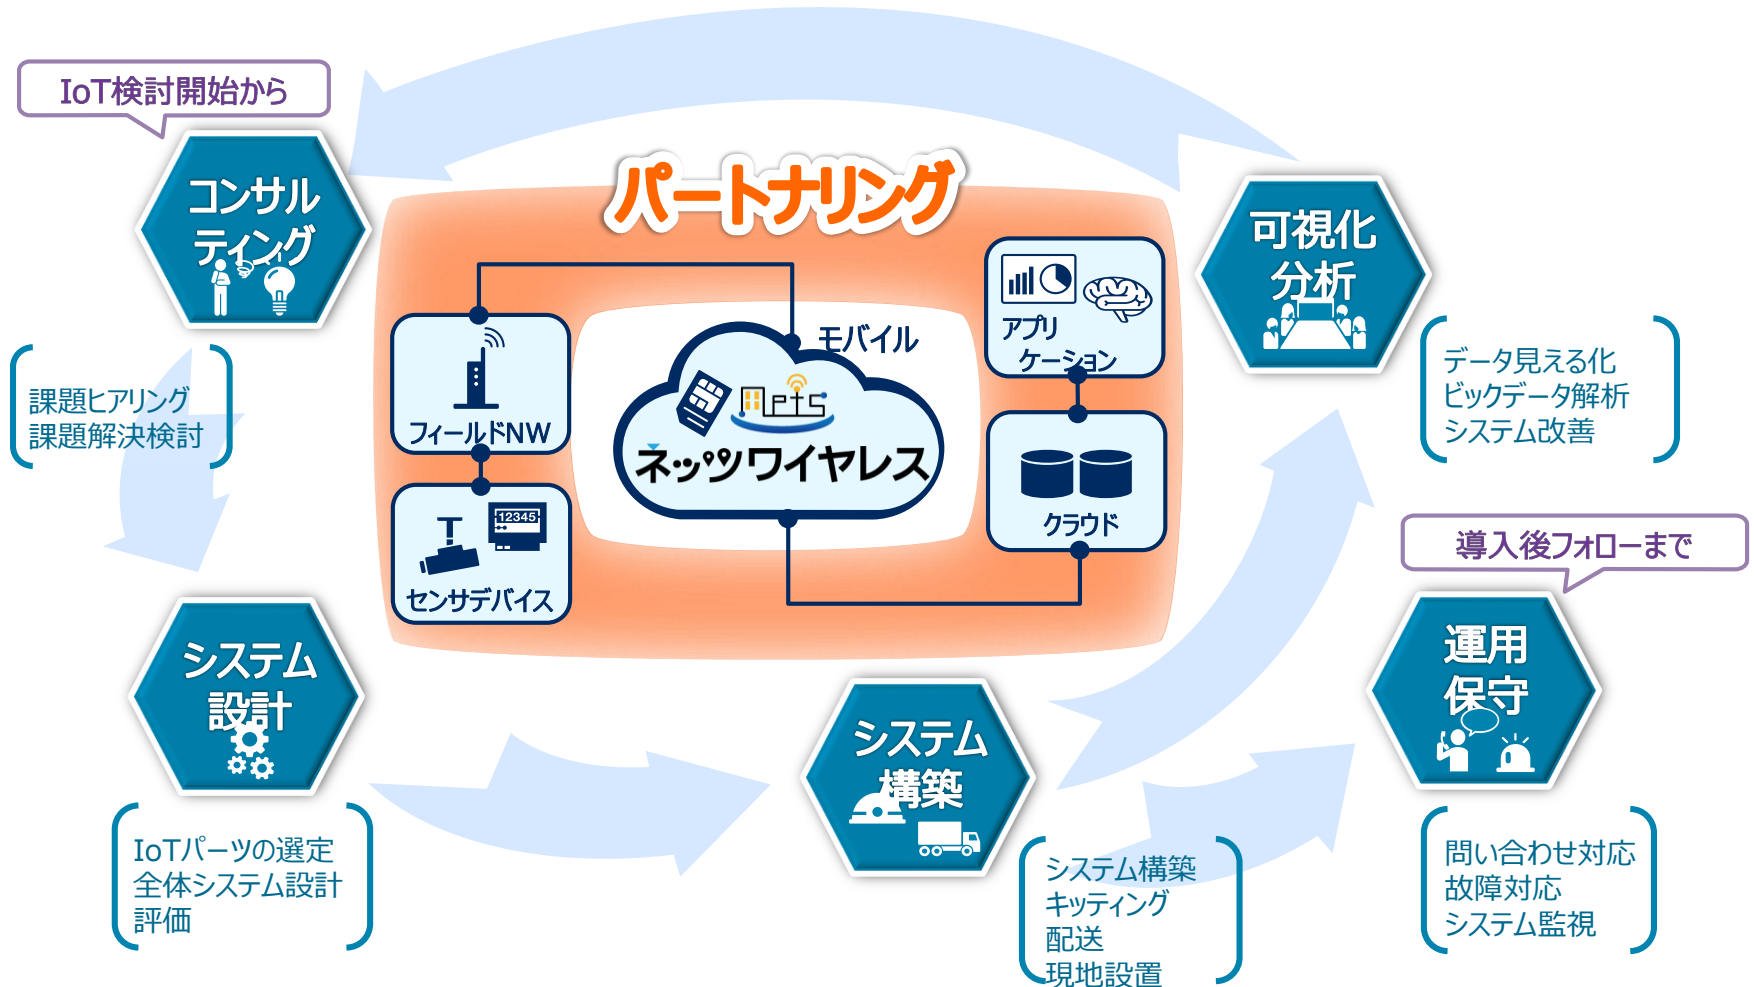 IoT検討開始から
コンサル
ティング
課題ヒアリング
課題解決検討
システム
設計
IoTパーツの選定
全体システム設計
評価
パートナリング
フィールドNW
12345
センサデバイス
モバイル
nets
ネッツワイヤレス
アプリ
ケーション
クラウド
システム
構築
システム構築
キッティング
配送
現地設置
可視化
分析
データ見える化
ビックデータ解析
システム改善
導入後フォローまで
運用
保守
問い合わせ対応
故障対応
システム監視